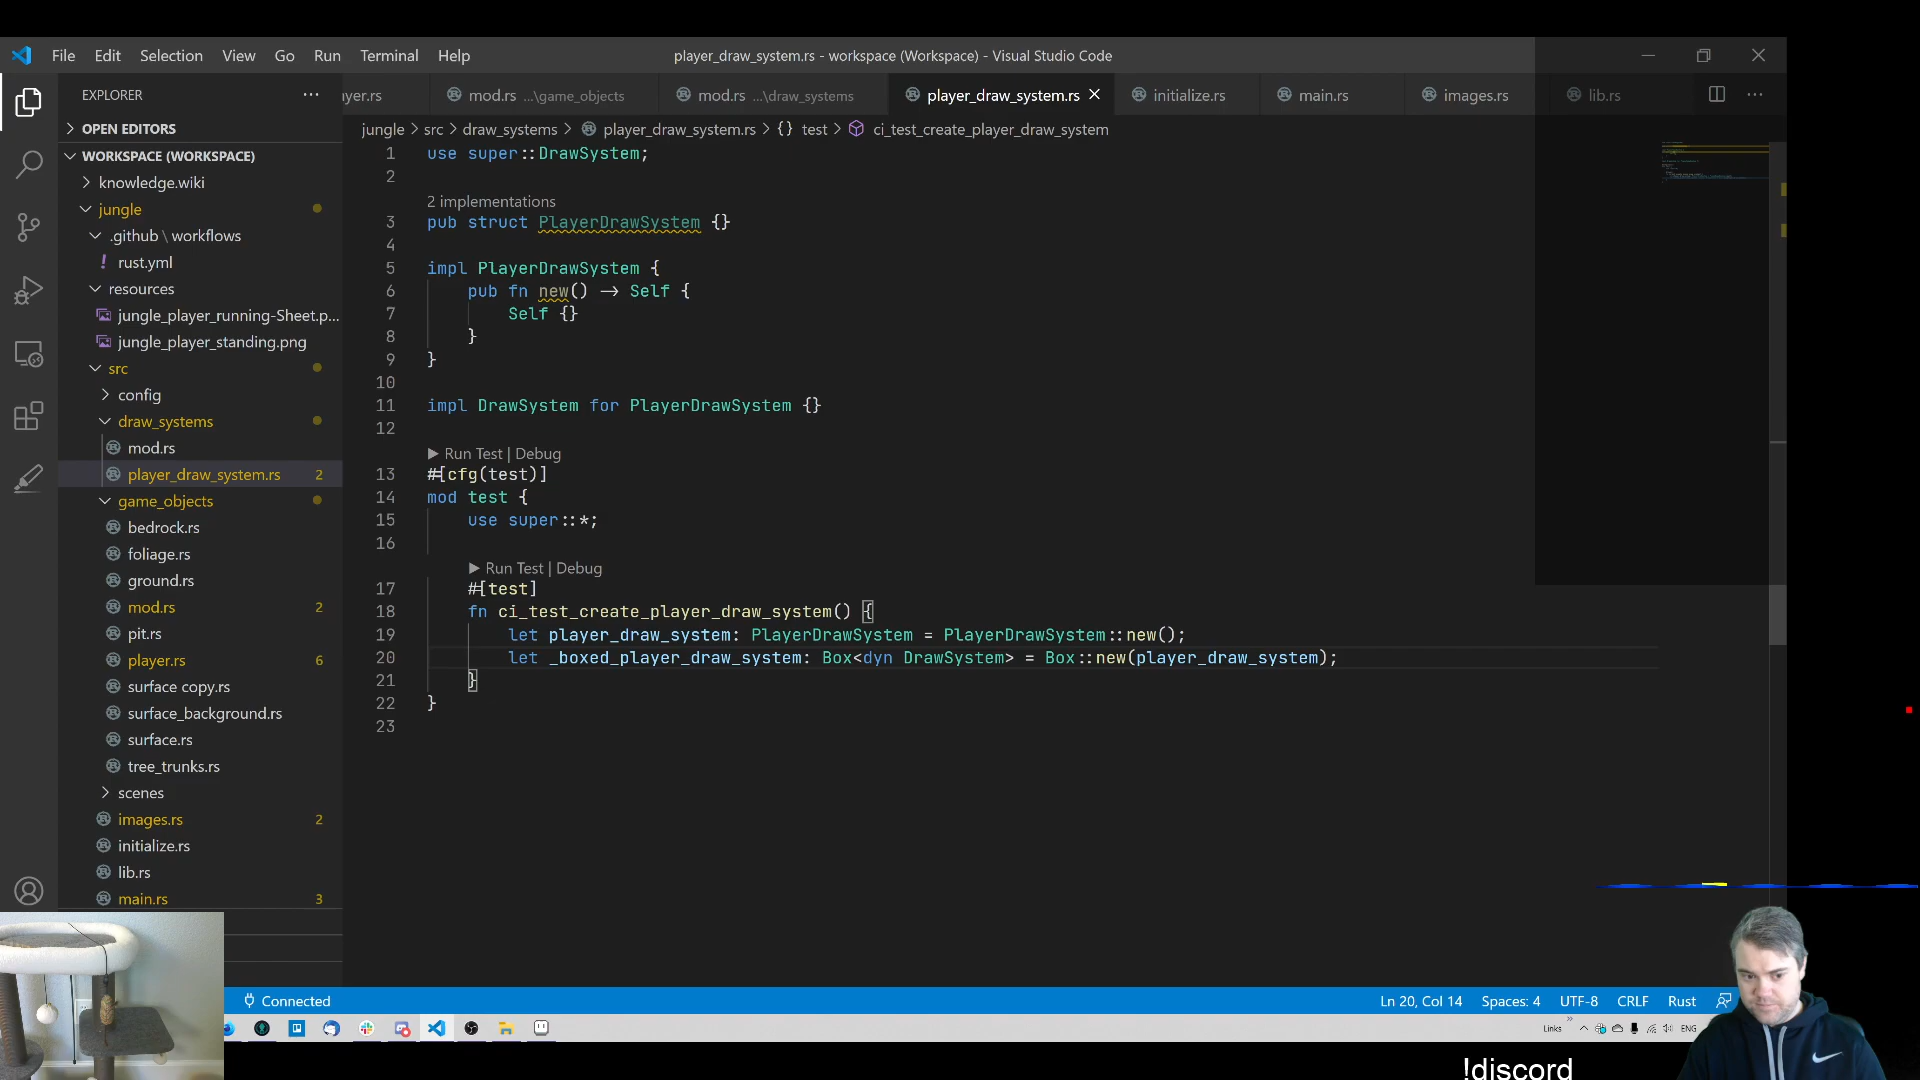 File Edit Selection View Go Run Terminal Help
player_draw_system.rs - workspace (Workspace) - Visual Studio Code
EXPLORER
yer.rs
mod.rs ...\game_objects
mod.rs ...\draw_systems
player_draw_system.rs
initialize.rs
main.rs
images.rs
lib.rs
OPEN EDITORS
WORKSPACE (WORKSPACE)
knowledge.wiki
jungle
.github \ workflows
rust.yml
resources
jungle_player_running-Sheet.p...
jungle_player_standing.png
src
config
draw_systems
mod.rs
player_draw_system.rs 2
game_objects
bedrock.rs
foliage.rs
ground.rs
mod.rs 2
pit.rs
player.rs 6
surface copy.rs
surface_background.rs
surface.rs
tree_trunks.rs
scenes
images.rs 2
initialize.rs
lib.rs
main.rs 3
jungle > src > draw_systems > player_draw_system.rs > {} test > ci_test_create_player_draw_system
1 use super::DrawSystem;
2
2 implementations
3 pub struct PlayerDrawSystem {}
4
5 impl PlayerDrawSystem {
6 pub fn new() -> Self {
7 Self {}
8 }
9 }
10
11 impl DrawSystem for PlayerDrawSystem {}
12
▶ Run Test | Debug
13 #[cfg(test)]
14 mod test {
15 use super::*;
16
▶ Run Test | Debug
17 #[test]
18 fn ci_test_create_player_draw_system() {
19 let player_draw_system: PlayerDrawSystem = PlayerDrawSystem::new();
20 let _boxed_player_draw_system: Box<dyn DrawSystem> = Box::new(player_draw_system);
21 }
22 }
23
Connected
Ln 20, Col 14 Spaces: 4 UTF-8 CRLF Rust
Links ENG
!discord